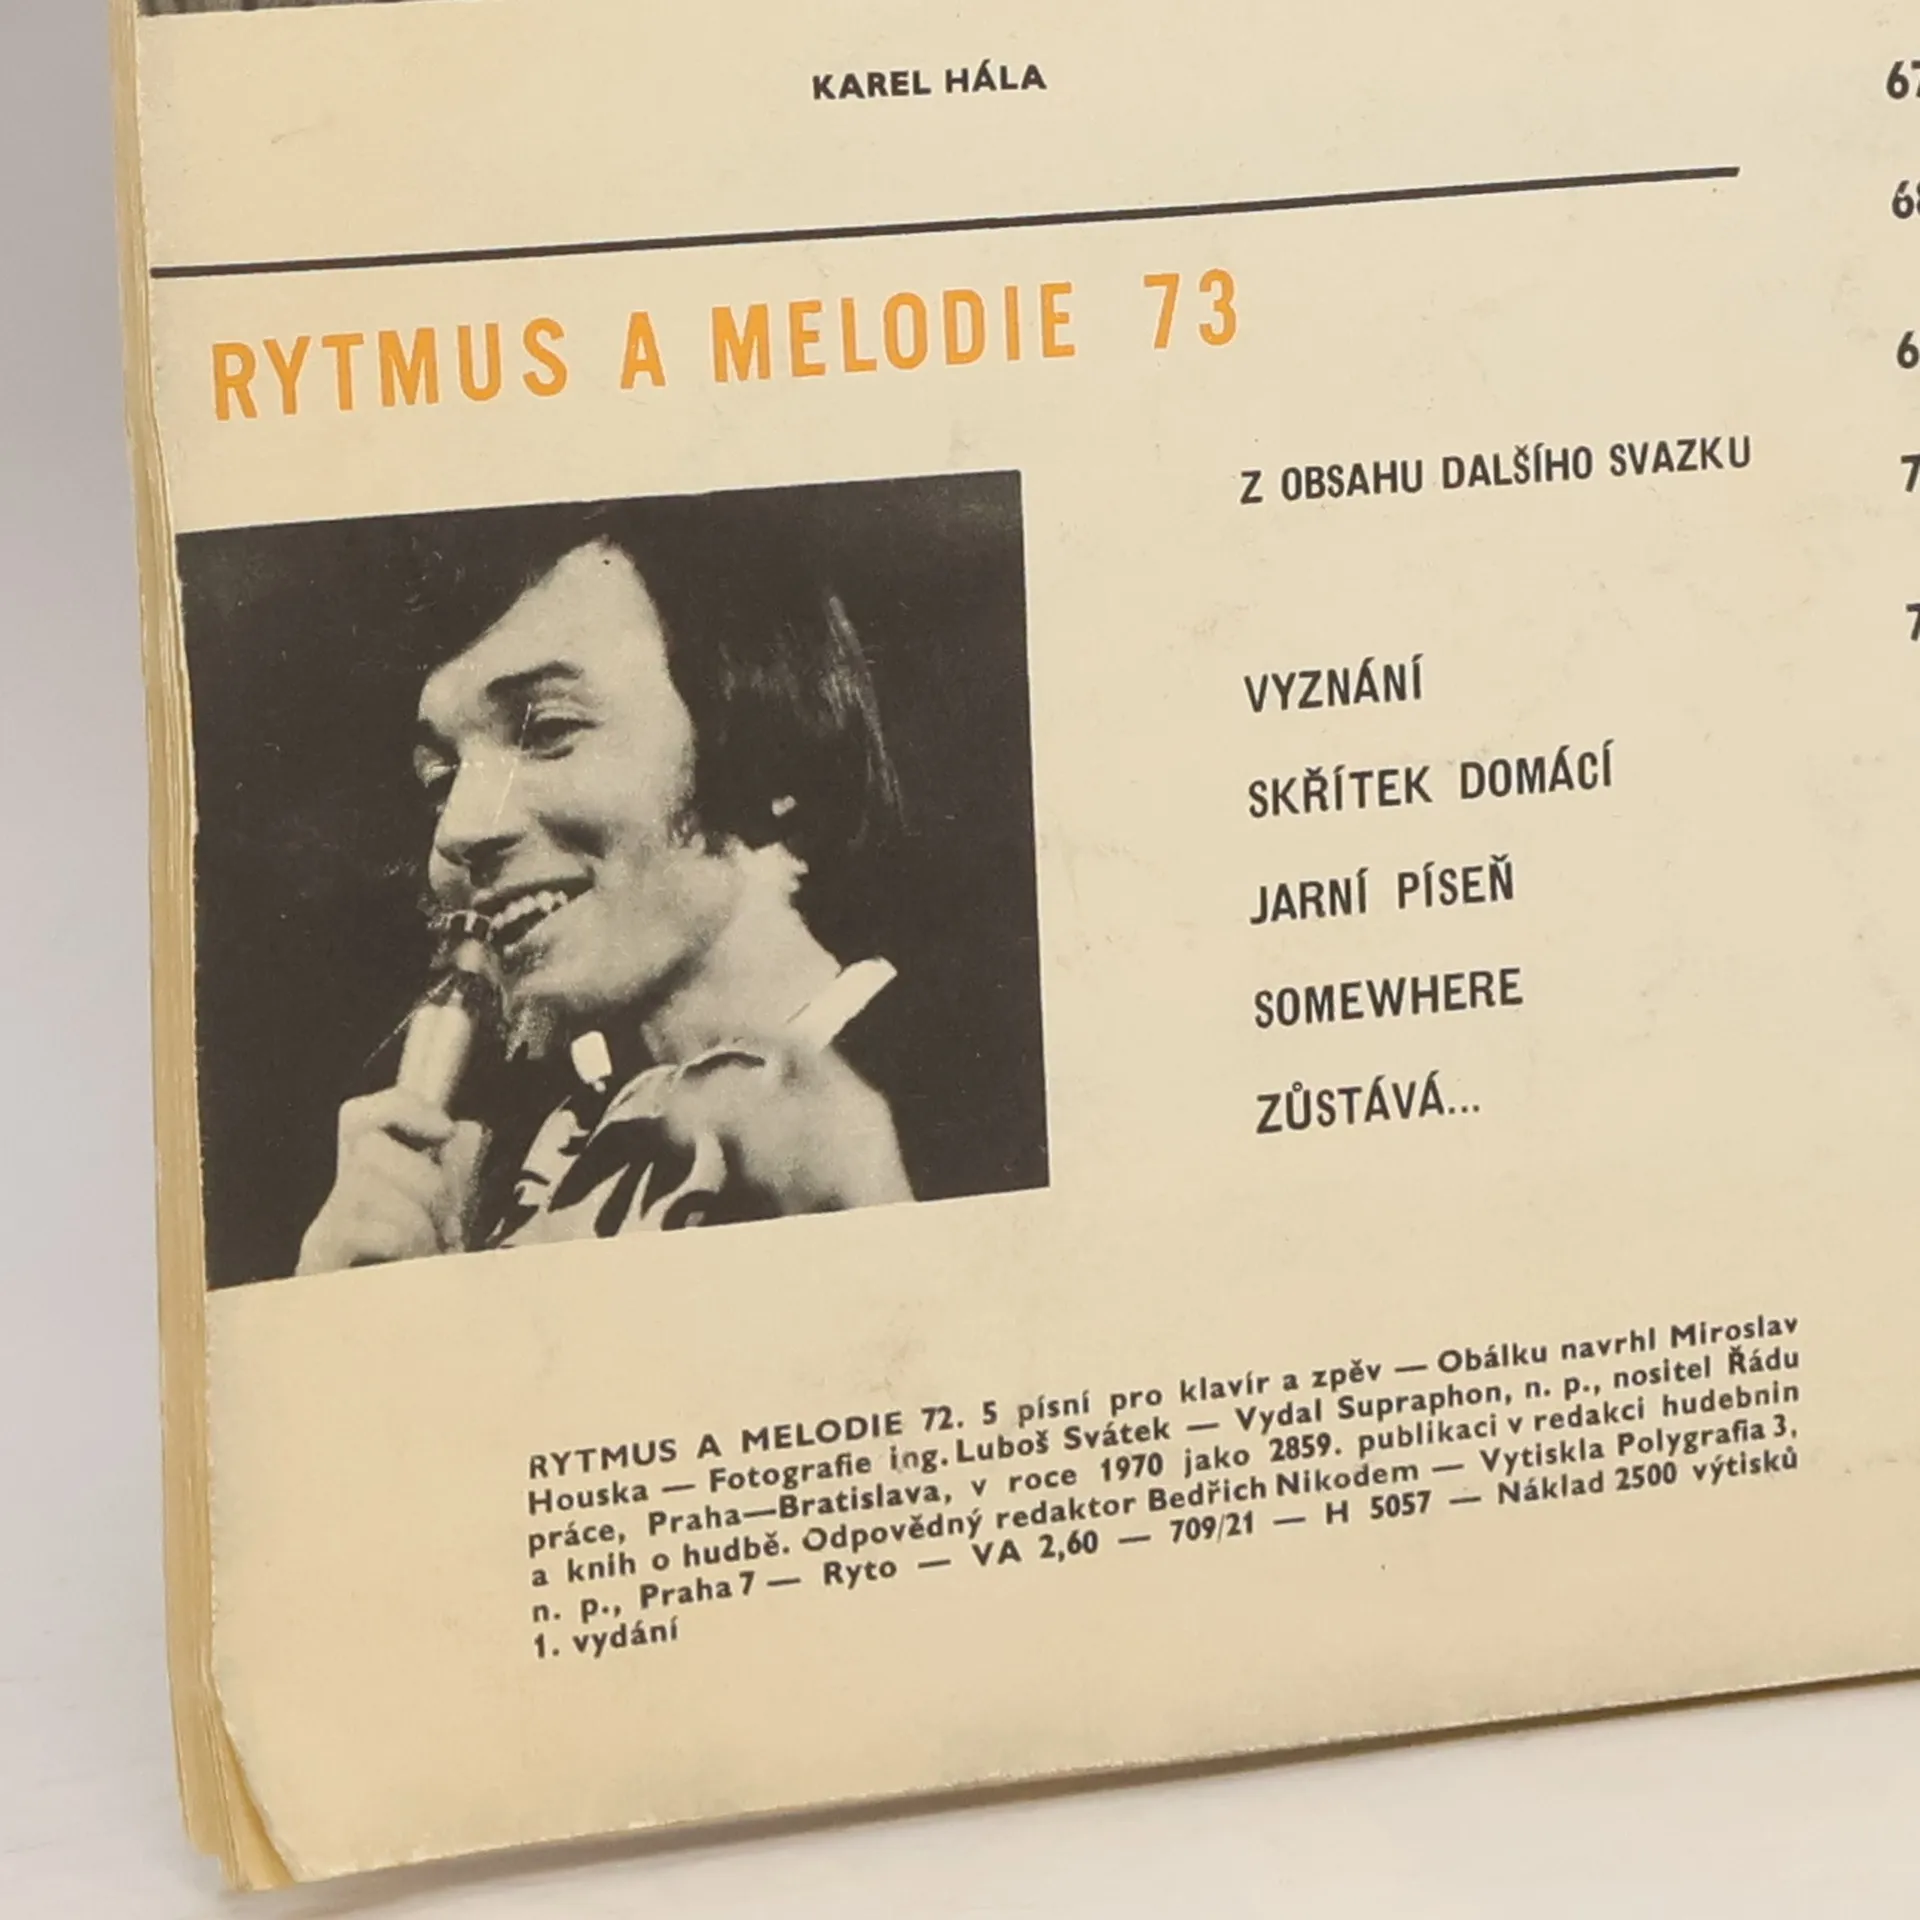 KAREL HÁLA
67
RYTMUS A MELODIE 73
Z OBSAHU DALŠÍHO SVAZKU
VYZNÁNÍ
SKŘÍTEK DOMÁCÍ
JARNÍ PÍSEŇ
SOMEWHERE
ZŮSTÁVÁ...
RYTMUS A MELODIE 72. 5 písní pro klavír a zpěv — Obálku navrhl Miroslav
Houska — Fotografie ing. Luboš Svátek — Vydal Supraphon, n. p., nositel Řádu
práce, Praha—Bratislava, v roce 1970 jako 2859. publikaci v redakci hudebnin
a knih o hudbě. Odpovědný redaktor Bedřich Nikodem — Vytiskla Polygrafia 3,
n. p., Praha 7 — Ryto — VA 2,60 — 709/21 — H 5057 — Náklad 2500 výtisků
1. vydání